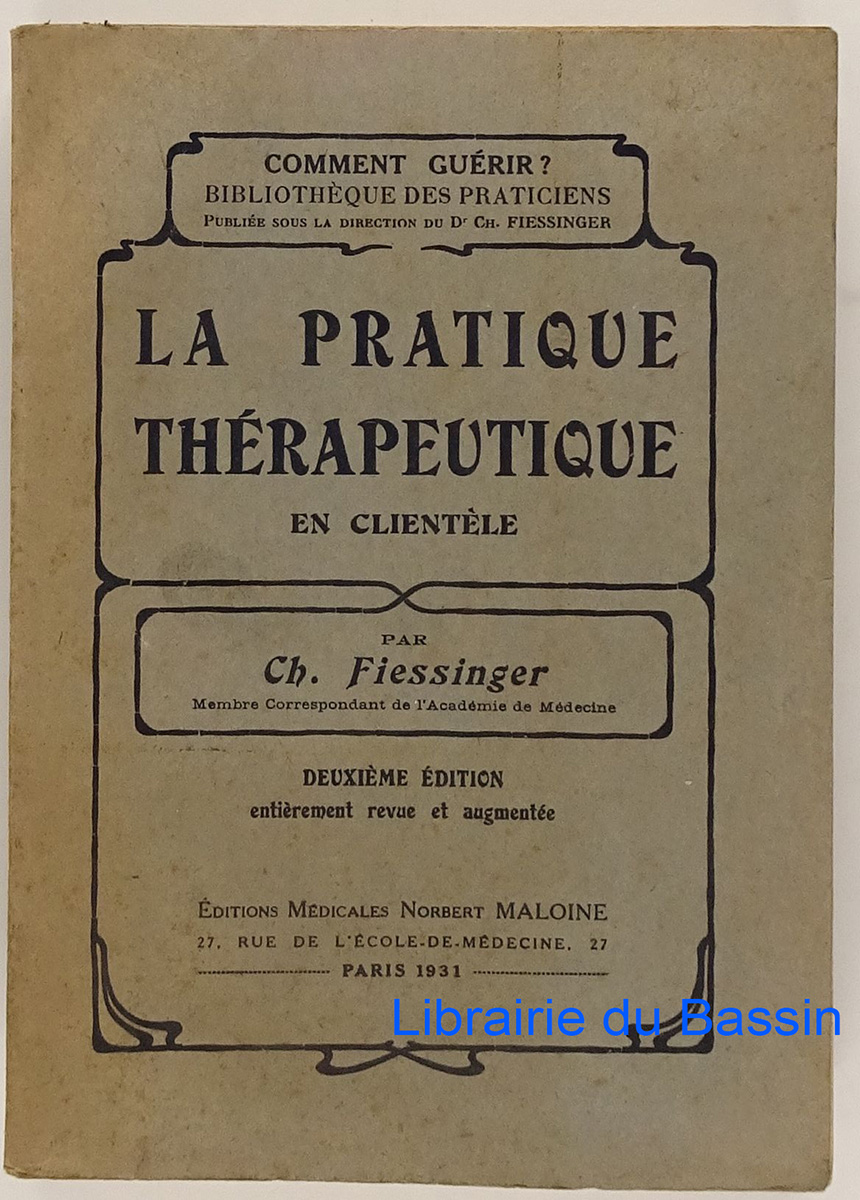 COMMENT GUÉRIR ?
BIBLIOTHÈQUE DES PRATICIENS
PUBLIÉE SOUS LA DIRECTION DU Dr CH. FIESSINGER
LA PRATIQUE
THÉRAPEUTIQUE
EN CLIENTÈLE
PAR
Ch. Fiessinger
Membre Correspondant de l'Académie de Médecine
DEUXIÈME ÉDITION
entièrement revue et augmentée
ÉDITIONS MÉDICALES NORBERT MALOINE
27, RUE DE L'ÉCOLE-DE-MÉDECINE, 27
PARIS 1931
Librairie du Bassin